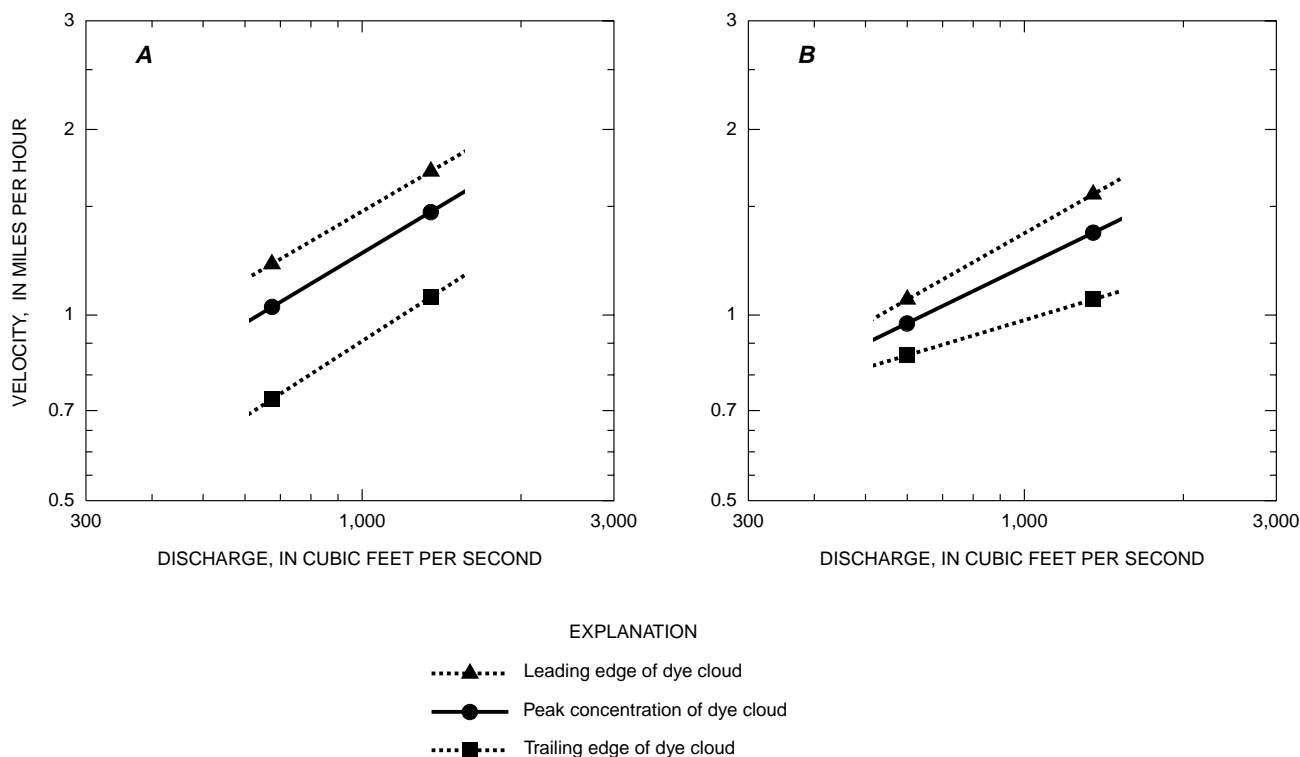 A
3
2
1
0.7
0.5
300
1,000
3,000
VELOCITY, IN MILES PER HOUR
DISCHARGE, IN CUBIC FEET PER SECOND
B
3
2
1
0.7
0.5
300
1,000
3,000
DISCHARGE, IN CUBIC FEET PER SECOND
EXPLANATION
Leading edge of dye cloud
Peak concentration of dye cloud
Trailing edge of dye cloud